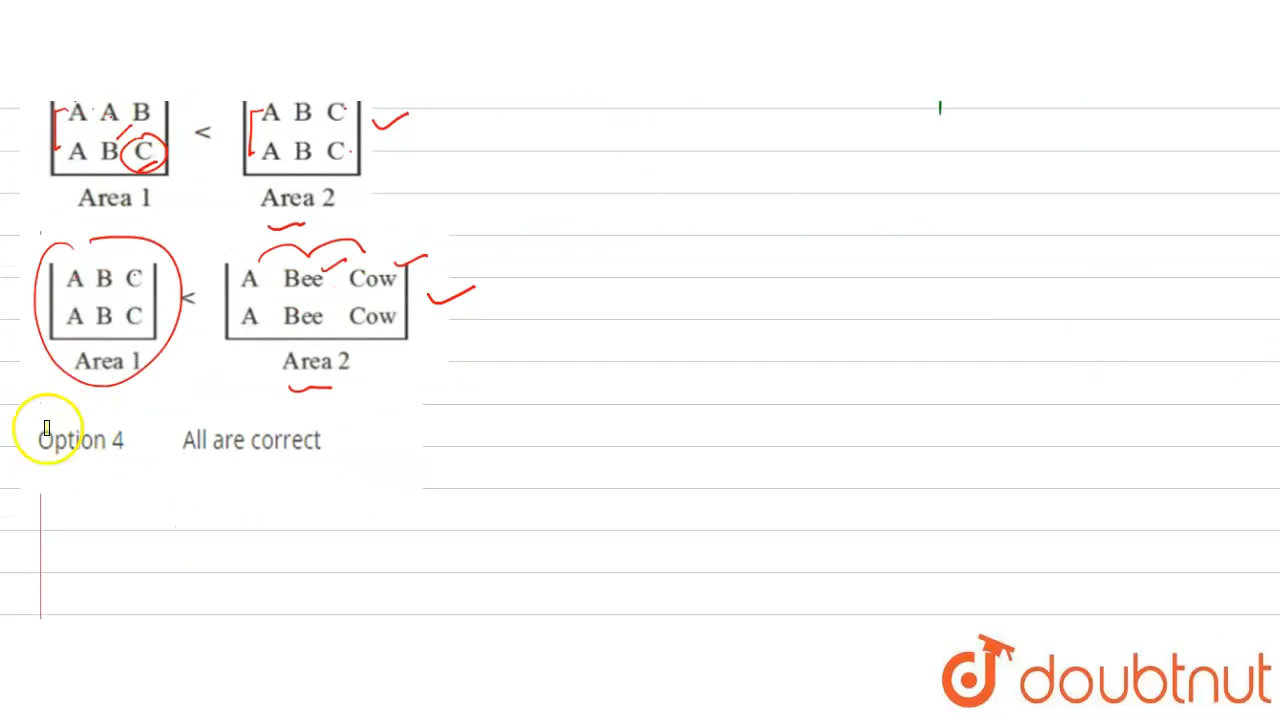 A A B < A B C
A B C A B C
Area 1 Area 2
A B C < A Bee Cow
A B C A Bee Cow
Area 1 Area 2
Option 4 All are correct
doubtnut